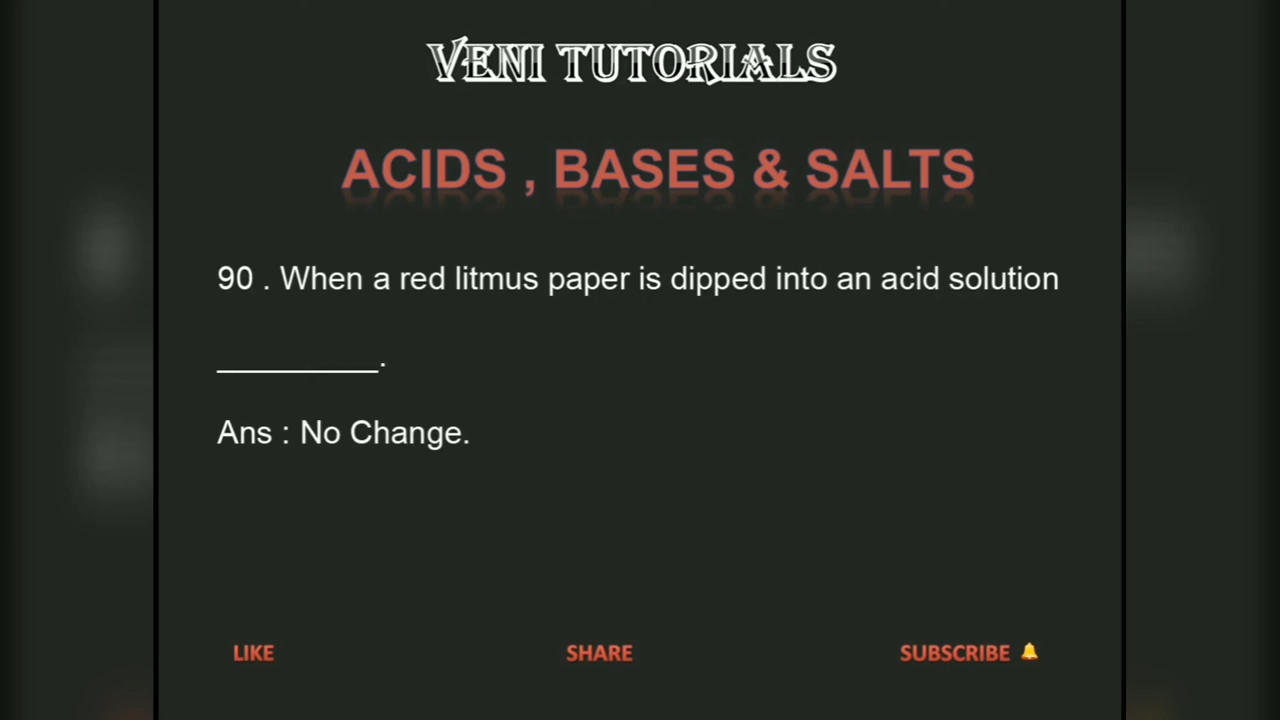 VENI TUTORIALS
ACIDS , BASES & SALTS
90 . When a red litmus paper is dipped into an acid solution
__________.
Ans : No Change.
LIKE SHARE SUBSCRIBE 🔔